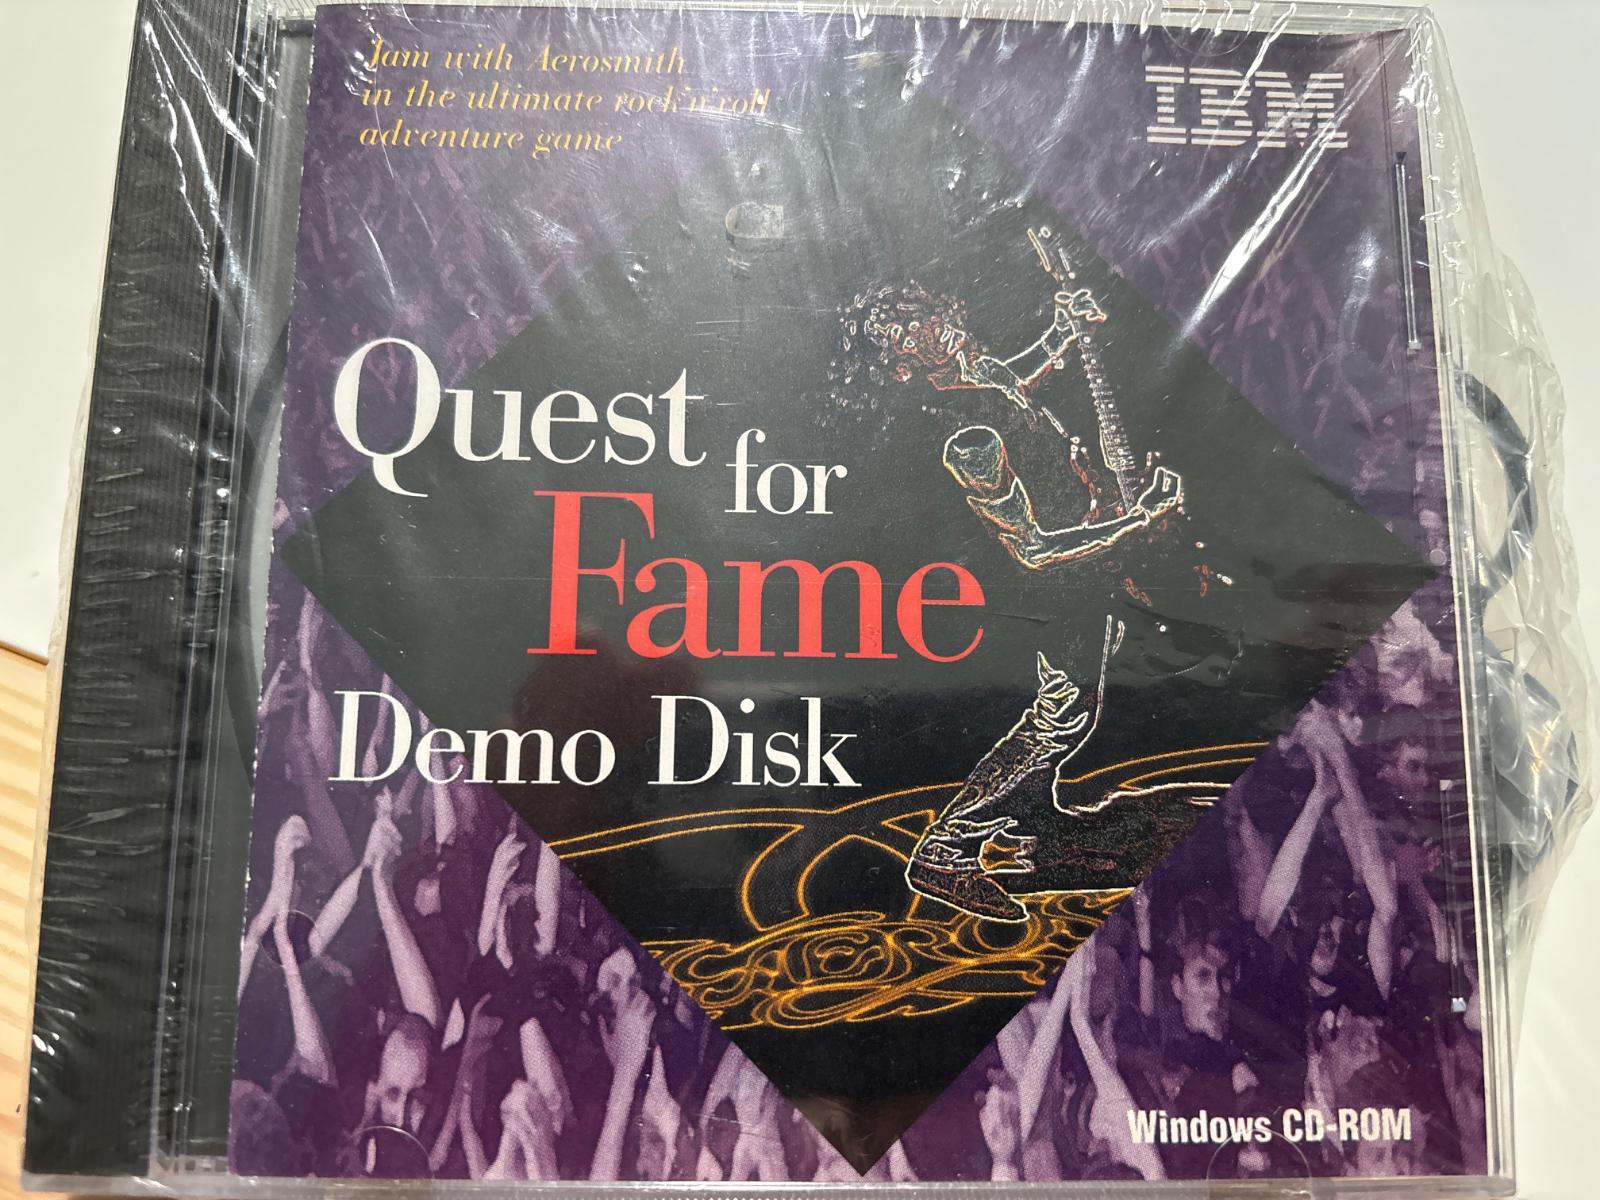 Jam with Aerosmith
in the ultimate rock'n'roll
adventure game
IBM
Quest for
Fame
Demo Disk
Windows CD-ROM